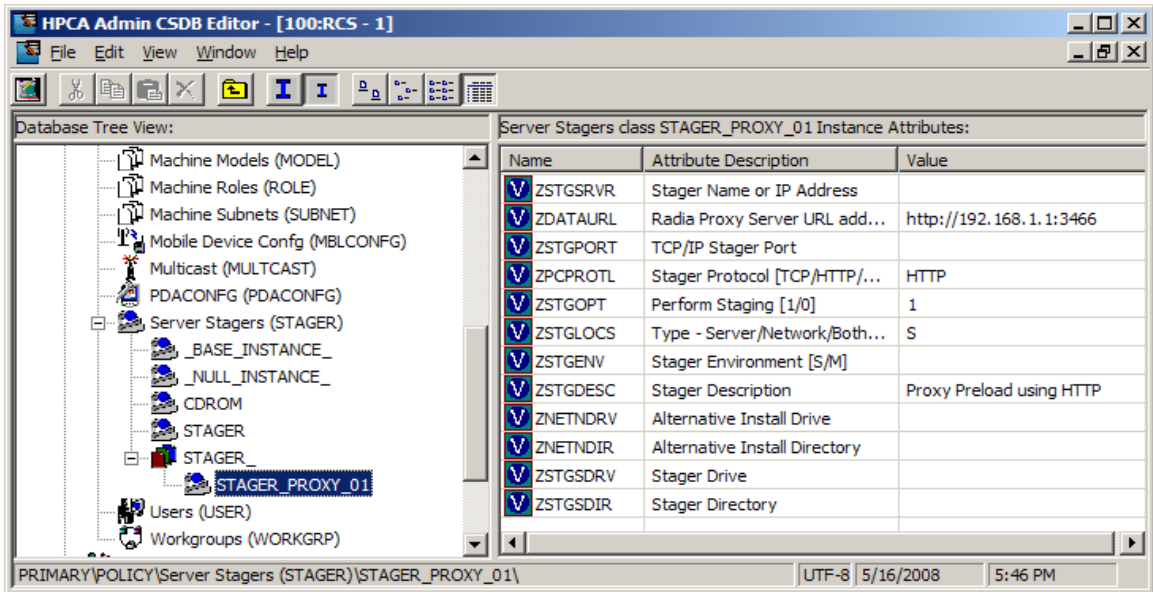 HPCA Admin CSDB Editor - [100:RCS - 1]
File Edit View Window Help
Database Tree View:
Machine Models (MODEL)
Machine Roles (ROLE)
Machine Subnets (SUBNET)
Mobile Device Confg (MBLCONFG)
Multicast (MULTCAST)
PDACONFG (PDACONFG)
Server Stagers (STAGER)
_BASE_INSTANCE_
_NULL_INSTANCE_
CDROM
STAGER
STAGER_
STAGER_PROXY_01
Users (USER)
Workgroups (WORKGRP)
Server Stagers class STAGER_PROXY_01 Instance Attributes:
Name Attribute Description Value
ZSTGSRVR Stager Name or IP Address
ZDATAURL Radia Proxy Server URL add... http://192.168.1.1:3466
ZSTGPORT TCP/IP Stager Port
ZPCPROTL Stager Protocol [TCP/HTTP/... HTTP
ZSTGOPT Perform Staging [1/0] 1
ZSTGLOCS Type - Server/Network/Both... S
ZSTGENV Stager Environment [S/M]
ZSTGDESC Stager Description Proxy Preload using HTTP
ZNETNDRV Alternative Install Drive
ZNETNDIR Alternative Install Directory
ZSTGSDRV Stager Drive
ZSTGSDIR Stager Directory
PRIMARY\POLICY\Server Stagers (STAGER)\STAGER_PROXY_01\ UTF-8 5/16/2008 5:46 PM